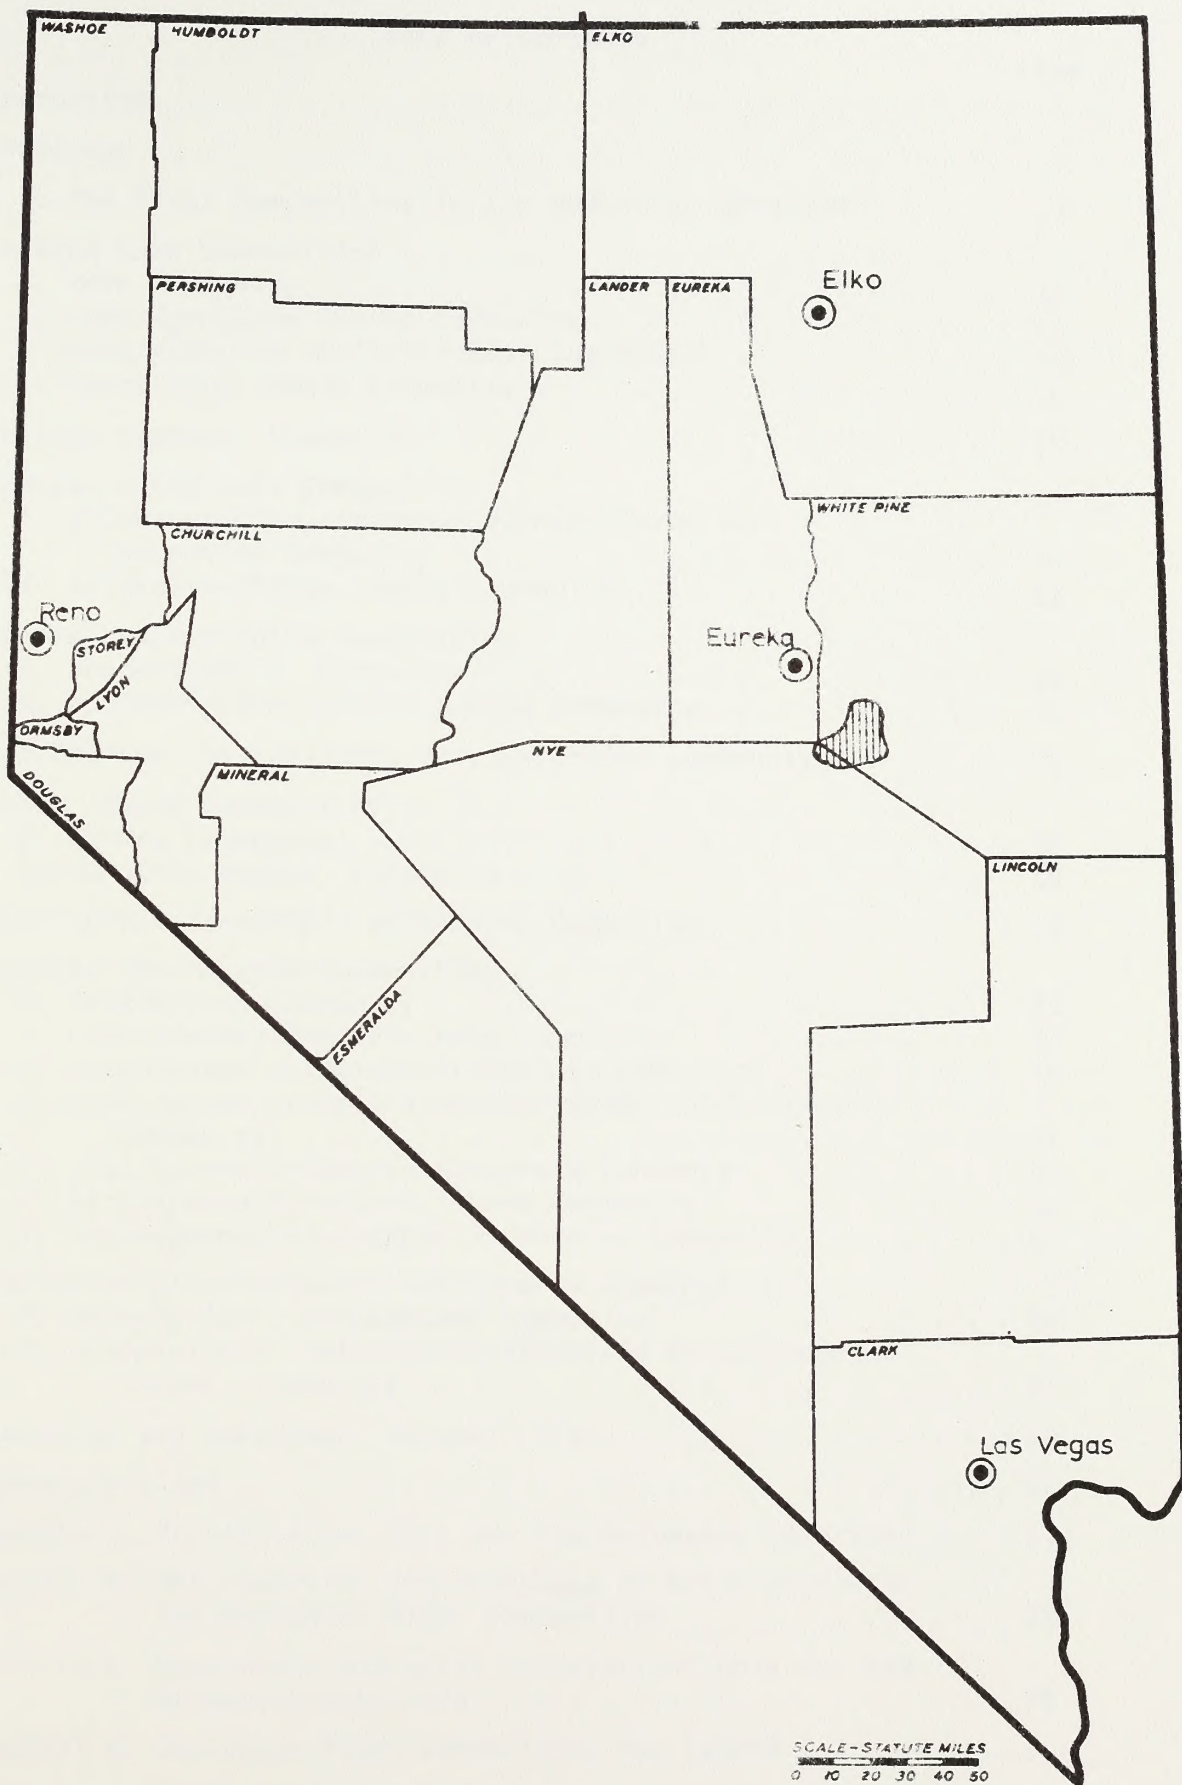 WASHOE
HUMBOLDT
ELKO
PERSHING
LANDER
EUREKA
Elko
WHITE PINE
CHURCHILL
Reno
STOREY
Eureka
LYON
ORMSBY
NYE
MINERAL
DOUGLAS
LINCOLN
ESMERALDA
CLARK
Las Vegas
SCALE-STATUTE MILES
0 10 20 30 40 50